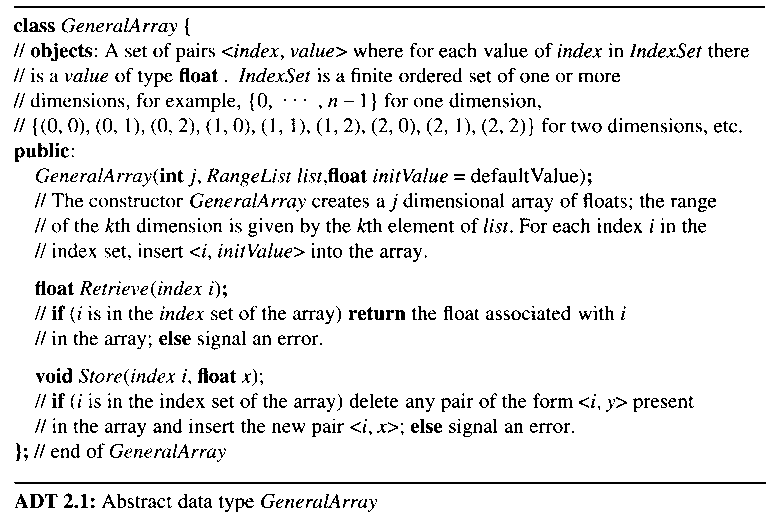 class GeneralArray {
// objects: A set of pairs <index, value> where for each value of index in IndexSet there
// is a value of type float . IndexSet is a finite ordered set of one or more
// dimensions, for example, {0, ··· , n − 1} for one dimension,
// {(0, 0), (0, 1), (0, 2), (1, 0), (1, 1), (1, 2), (2, 0), (2, 1), (2, 2)} for two dimensions, etc.
public:
GeneralArray(int j, RangeList list,float initValue = defaultValue);
// The constructor GeneralArray creates a j dimensional array of floats; the range
// of the kth dimension is given by the kth element of list. For each index i in the
// index set, insert <i, initValue> into the array.
float Retrieve(index i);
// if (i is in the index set of the array) return the float associated with i
// in the array; else signal an error.
void Store(index i, float x);
// if (i is in the index set of the array) delete any pair of the form <i, y> present
// in the array and insert the new pair <i, x>; else signal an error.
}; // end of GeneralArray
ADT 2.1: Abstract data type GeneralArray